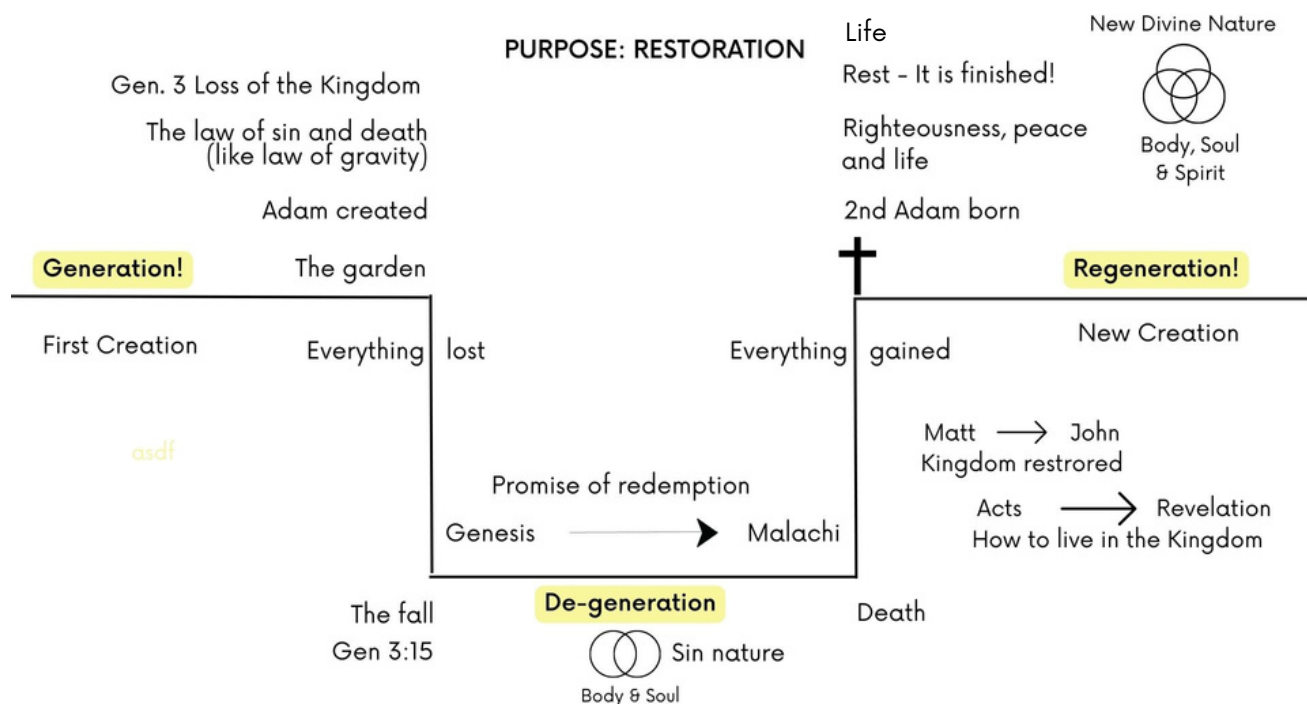 PURPOSE: RESTORATION
Gen. 3 Loss of the Kingdom
The law of sin and death
(like law of gravity)
Adam created
Generation!
The garden
First Creation
Everything lost
asdf
Promise of redemption
Genesis
Malachi
The fall
Gen 3:15
De-generation
Sin nature
Body & Soul
Death
Life
Rest - It is finished!
Righteousness, peace
and life
2nd Adam born
Everything gained
New Divine Nature
Body, Soul
& Spirit
Regeneration!
New Creation
Matt
John
Kingdom restrored
Acts
Revelation
How to live in the Kingdom